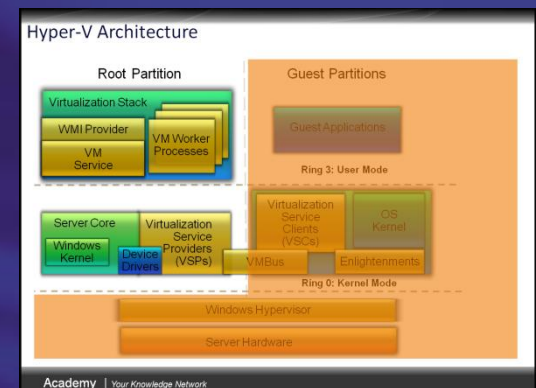 Hyper-V Architecture
Root Partition
Guest Partitions
Virtualization Stack
WMI Provider
VM
Service
VM Worker
Processes
Guest Applications
Ring 3: User Mode
Server Core
Windows
Kernel
Device
Drivers
Virtualization
Service
Providers
(VSPs)
VMBus
Virtualization
Service
Clients
(VSCs)
OS
Kernel
Enlightenments
Ring 0: Kernel Mode
Windows Hypervisor
Server Hardware
Academy | Your Knowledge Network